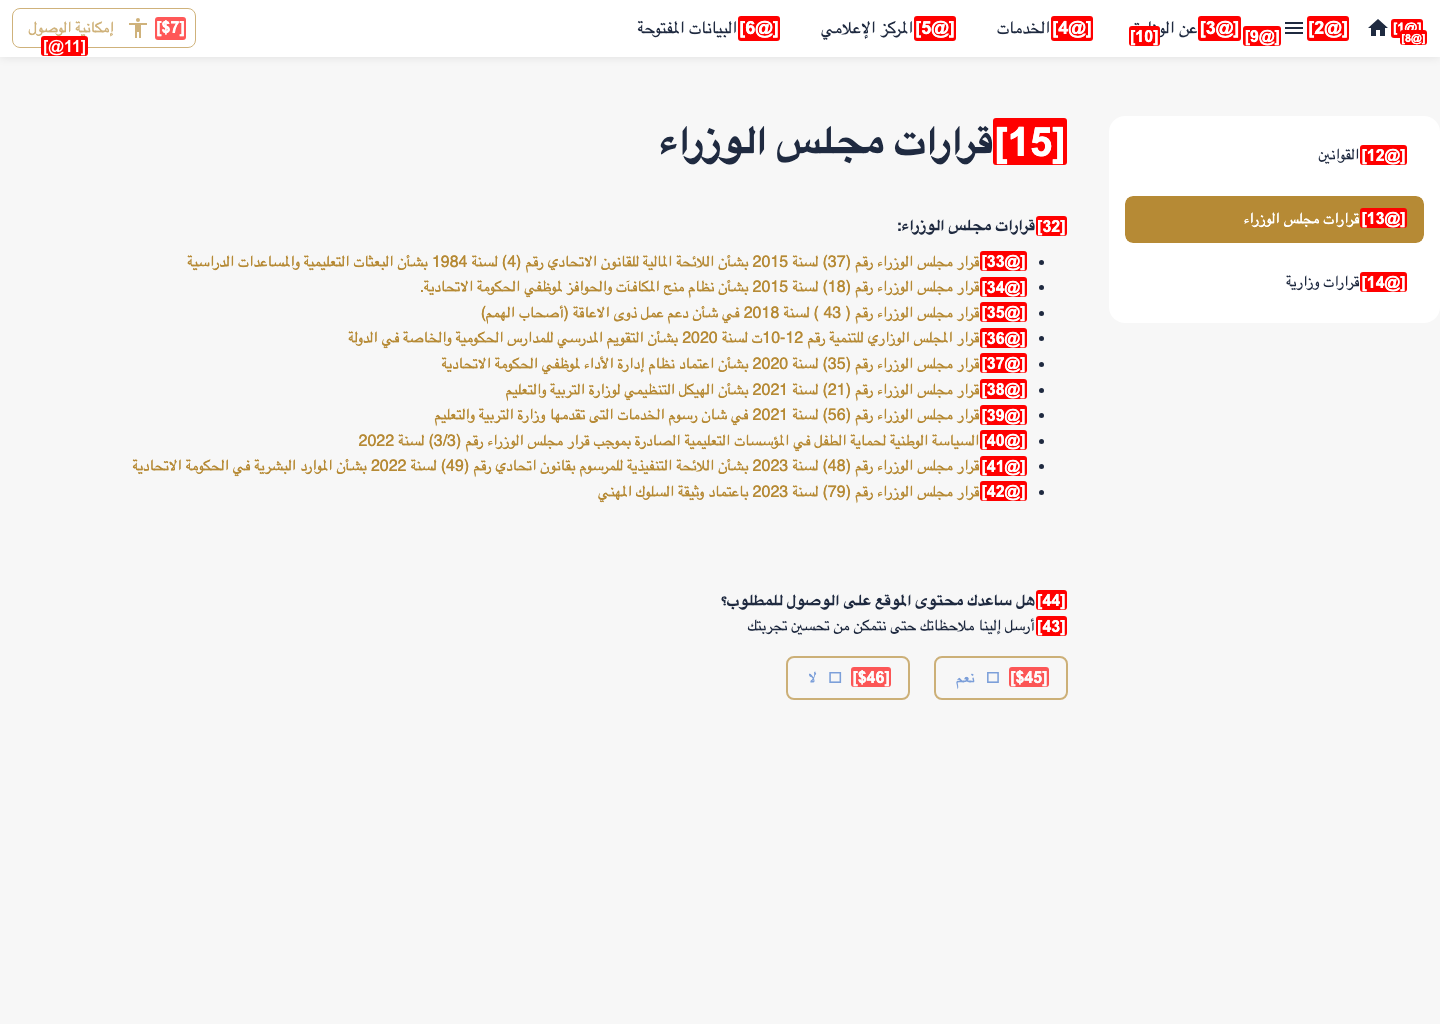 [@1]
[@8]
[@2]
[@9]
[@3] عن
[10]
[@4] الخدمات
[@5] المركز الإعلامي
[@6] البيانات المفتوحة
[$7] إمكانية الوصول
[@11]
[@12] القوانين
[@13] قرارات مجلس الوزراء
[@14] قرارات وزارية
[15] قرارات مجلس الوزراء
[32] قرارات مجلس الوزراء:
[@33] قرار مجلس الوزراء رقم (37) لسنة 2015 بشأن اللائحة المالية للقانون الاتحادي رقم (4) لسنة 1984 بشأن البعثات التعليمية والمساعدات الدراسية
[@34] قرار مجلس الوزراء رقم (18) لسنة 2015 بشأن نظام منح المكافآت والحوافز لموظفي الحكومة الاتحادية.
[@35] قرار مجلس الوزراء رقم ( 43 ) لسنة 2018 في شأن دعم عمل ذوى الاعاقة (أصحاب الهمم)
[@36] قرار المجلس الوزاري للتنمية رقم 12-10ت لسنة 2020 بشأن التقويم المدرسي للمدارس الحكومية والخاصة في الدولة
[@37] قرار مجلس الوزراء رقم (35) لسنة 2020 بشأن اعتماد نظام إدارة الأداء لموظفي الحكومة الاتحادية
[@38] قرار مجلس الوزراء رقم (21) لسنة 2021 بشأن الهيكل التنظيمي لوزارة التربية والتعليم
[@39] قرار مجلس الوزراء رقم (56) لسنة 2021 في شان رسوم الخدمات التى تقدمها وزارة التربية والتعليم
[@40] السياسة الوطنية لحماية الطفل في المؤسسات التعليمية الصادرة بموجب قرار مجلس الوزراء رقم (3/3) لسنة 2022
[@41] قرار مجلس الوزراء رقم (48) لسنة 2023 بشأن اللائحة التنفيذية للمرسوم بقانون اتحادي رقم (49) لسنة 2022 بشأن الموارد البشرية في الحكومة الاتحادية
[@42] قرار مجلس الوزراء رقم (79) لسنة 2023 باعتماد وثيقة السلوك المهني
[44] هل ساعدك محتوى الموقع على الوصول للمطلوب؟
[43] أرسل إلينا ملاحظاتك حتى نتمكن من تحسين تجربتك
[$45] نعم
[$46] لا